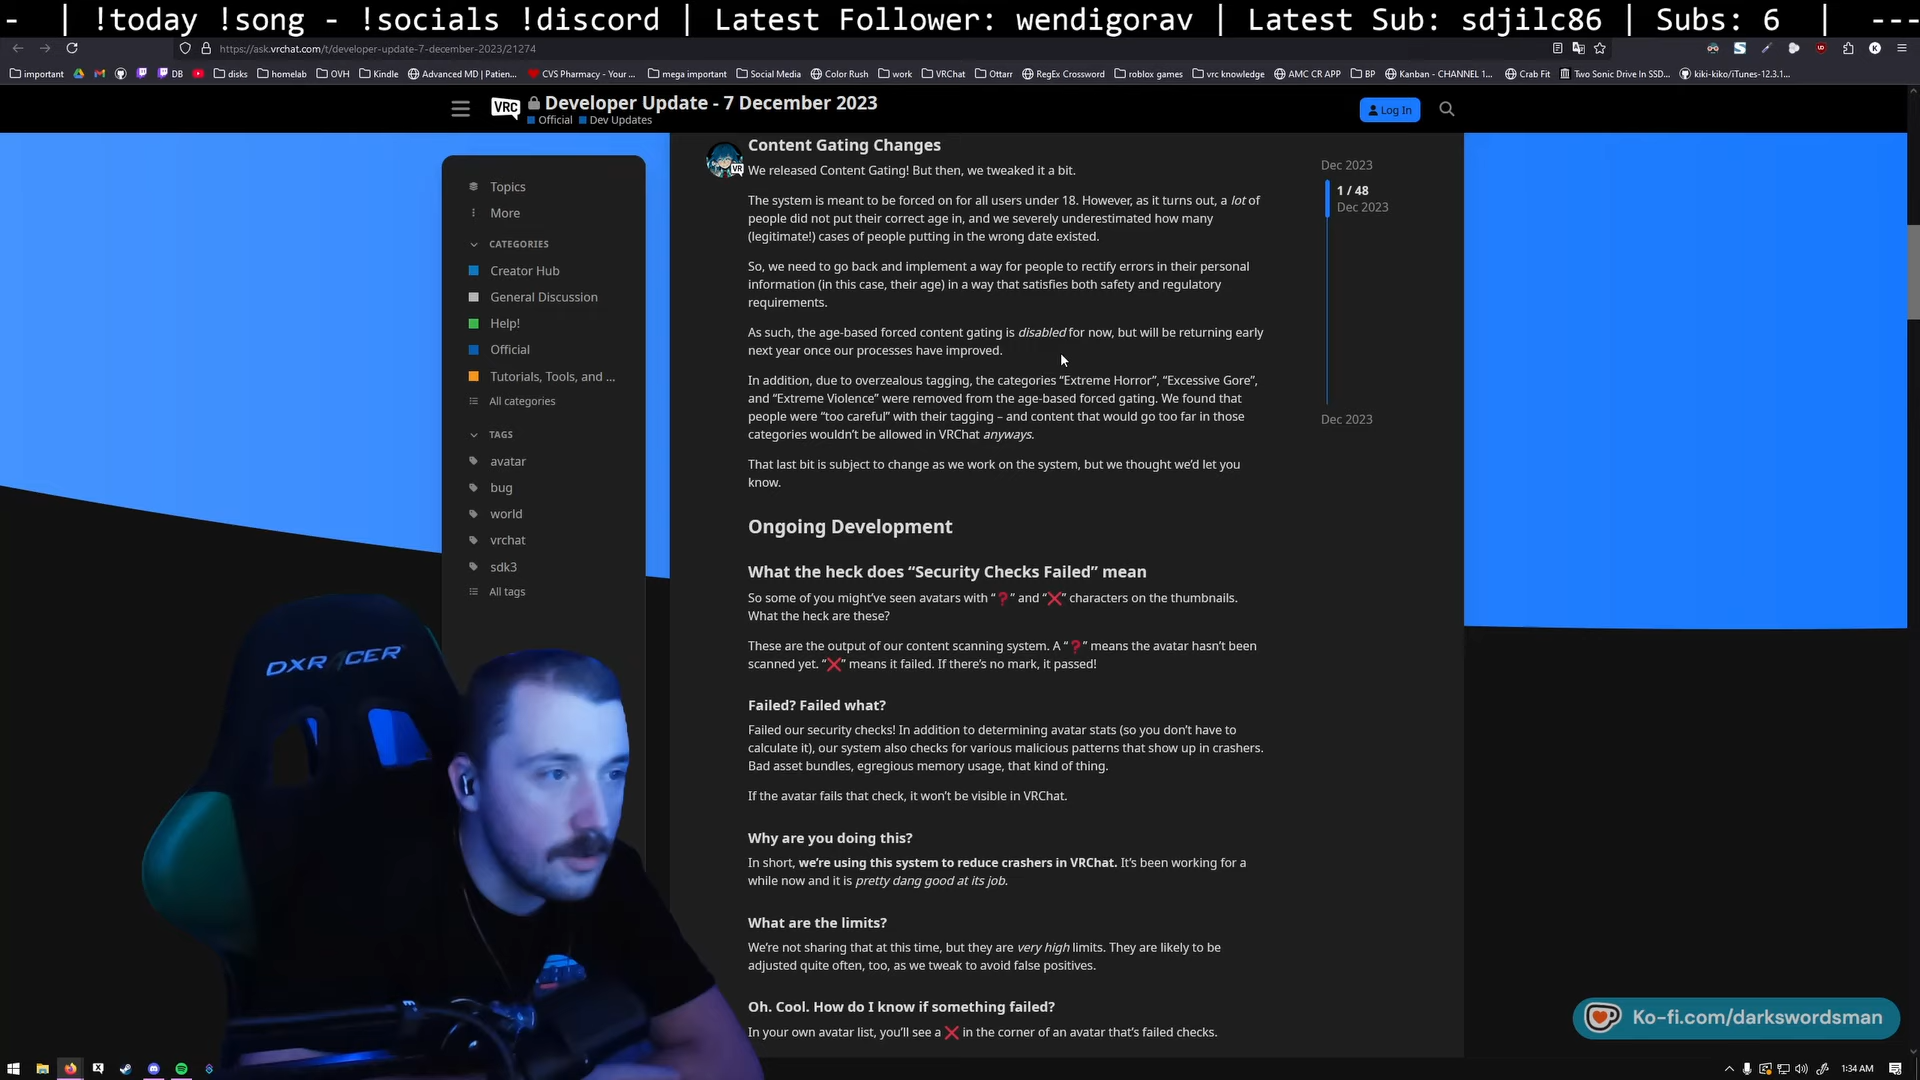 -  | !today !song - !socials !discord | Latest Follower: wendigorav | Latest Sub: sdjilc86 | Subs: 6  |  ---
https://ask.vrchat.com/t/developer-update-7-december-2023/21274
important M DB disks homelab OVH Kindle Advanced MD | Patien... CVS Pharmacy - Your ... mega important Social Media Color Rush work VRChat Ottarr RegEx Crossword roblox games vrc knowledge AMC CR APP BP Kanban - CHANNEL 1... Crab Fit Two Sonic Drive In SSD... kiki-kiko/iTunes-12.3.1...
VRC Developer Update - 7 December 2023
Official Dev Updates
Log In
Topics
More
CATEGORIES
Creator Hub
General Discussion
Help!
Official
Tutorials, Tools, and ...
All categories
TAGS
avatar
bug
world
vrchat
sdk3
All tags
Content Gating Changes
We released Content Gating! But then, we tweaked it a bit.
The system is meant to be forced on for all users under 18. However, as it turns out, a lot of
people did not put their correct age in, and we severely underestimated how many
(legitimate!) cases of people putting in the wrong date existed.
So, we need to go back and implement a way for people to rectify errors in their personal
information (in this case, their age) in a way that satisfies both safety and regulatory
requirements.
As such, the age-based forced content gating is disabled for now, but will be returning early
next year once our processes have improved.
In addition, due to overzealous tagging, the categories “Extreme Horror”, “Excessive Gore”,
and “Extreme Violence” were removed from the age-based forced gating. We found that
people were “too careful” with their tagging – and content that would go too far in those
categories wouldn’t be allowed in VRChat anyways.
That last bit is subject to change as we work on the system, but we thought we’d let you
know.
Ongoing Development
What the heck does “Security Checks Failed” mean
So some of you might’ve seen avatars with “❓” and “❌” characters on the thumbnails.
What the heck are these?
These are the output of our content scanning system. A “❓” means the avatar hasn’t been
scanned yet. “❌” means it failed. If there’s no mark, it passed!
Failed? Failed what?
Failed our security checks! In addition to determining avatar stats (so you don’t have to
calculate it), our system also checks for various malicious patterns that show up in crashers.
Bad asset bundles, egregious memory usage, that kind of thing.
If the avatar fails that check, it won’t be visible in VRChat.
Why are you doing this?
In short, we’re using this system to reduce crashers in VRChat. It’s been working for a
while now and it is pretty dang good at its job.
What are the limits?
We’re not sharing that at this time, but they are very high limits. They are likely to be
adjusted quite often, too, as we tweak to avoid false positives.
Oh. Cool. How do I know if something failed?
In your own avatar list, you’ll see a ❌ in the corner of an avatar that’s failed checks.
Dec 2023
1 / 48
Dec 2023
Dec 2023
DXRACER
Ko-fi.com/darkswordsman
1:34 AM